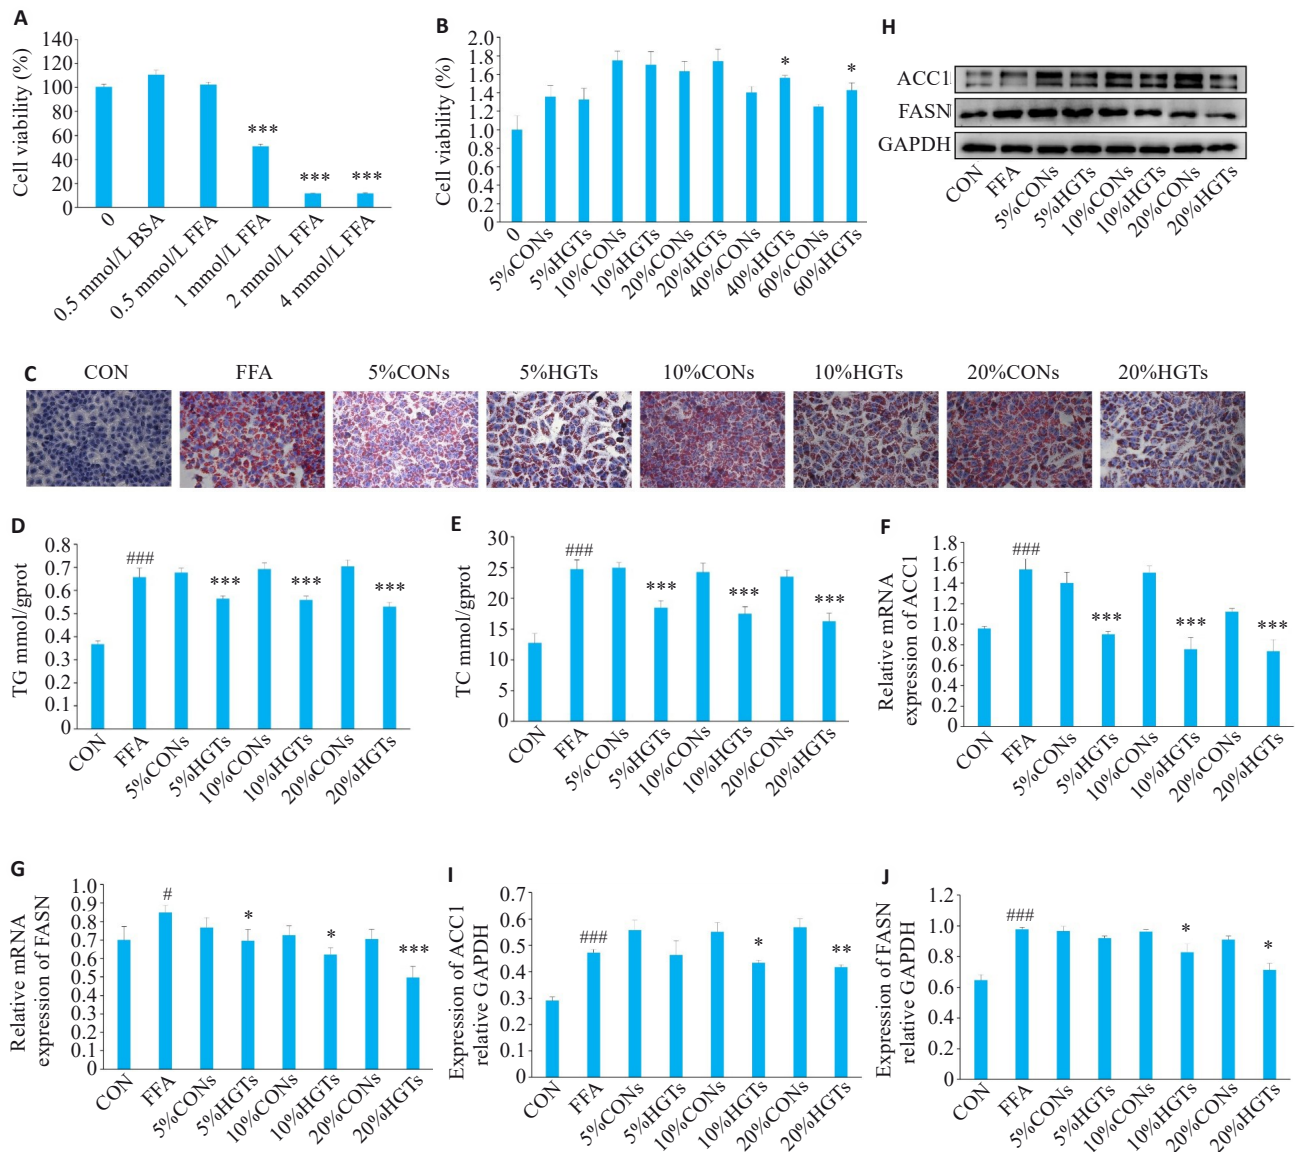 A
Cell viability (%)
140
120
100
80
60
40
20
0
***
***
***
0
0.5 mmol/L BSA
0.5 mmol/L FFA
1 mmol/L FFA
2 mmol/L FFA
4 mmol/L FFA
B
Cell viability (%)
2.0
1.8
1.6
1.4
1.2
1.0
0.8
0.6
0.4
0.2
0
*
*
0
5%CONs
5%HGTs
10%CONs
10%HGTs
20%CONs
20%HGTs
40%CONs
40%HGTs
60%CONs
60%HGTs
H
ACC1
FASN
GAPDH
CON
FFA
5%CONs
5%HGTs
10%CONs
10%HGTs
20%CONs
20%HGTs
C
CON
FFA
5%CONs
5%HGTs
10%CONs
10%HGTs
20%CONs
20%HGTs
D
TG mmol/gprot
0.8
0.7
0.6
0.5
0.4
0.3
0.2
0.1
0
###
***
***
***
CON
FFA
5%CONs
5%HGTs
10%CONs
10%HGTs
20%CONs
20%HGTs
E
TC mmol/gprot
30
25
20
15
10
5
0
###
***
***
***
CON
FFA
5%CONs
5%HGTs
10%CONs
10%HGTs
20%CONs
20%HGTs
F
Relative mRNA
expression of ACC1
1.8
1.6
1.4
1.2
1.0
0.8
0.6
0.4
0.2
0
###
***
***
***
CON
FFA
5%CONs
5%HGTs
10%CONs
10%HGTs
20%CONs
20%HGTs
G
Relative mRNA
expression of FASN
1.0
0.9
0.8
0.7
0.6
0.5
0.4
0.3
0.2
0.1
0
#
*
*
***
CON
FFA
5%CONs
5%HGTs
10%CONs
10%HGTs
20%CONs
20%HGTs
I
Expression of ACC1
relative GAPDH
0.7
0.6
0.5
0.4
0.3
0.2
0.1
0
###
*
**
CON
FFA
5%CONs
5%HGTs
10%HGTs
10%CONs
20%CONs
20%HGTs
J
Expression of FASN
relative GAPDH
1.2
1.0
0.8
0.6
0.4
0.2
0
###
*
*
CON
FFA
5%CONs
5%HGTs
10%CONs
10%HGTs
20%CONs
20%HGTs